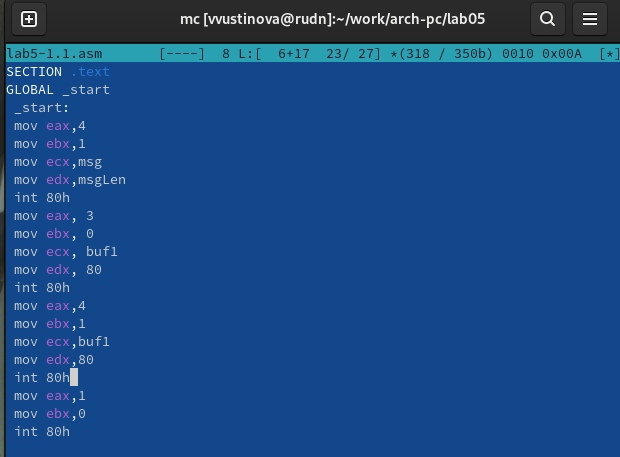 mc [vvustinova@rudn]:~/work/arch-pc/lab05
lab5-1.1.asm [----] 8 L:[ 6+17 23/ 27] *(318 / 350b) 0010 0x00A [*]
SECTION .text
GLOBAL _start
_start:
mov eax,4
mov ebx,1
mov ecx,msg
mov edx,msgLen
int 80h
mov eax, 3
mov ebx, 0
mov ecx, buf1
mov edx, 80
int 80h
mov eax,4
mov ebx,1
mov ecx,buf1
mov edx,80
int 80h
mov eax,1
mov ebx,0
int 80h